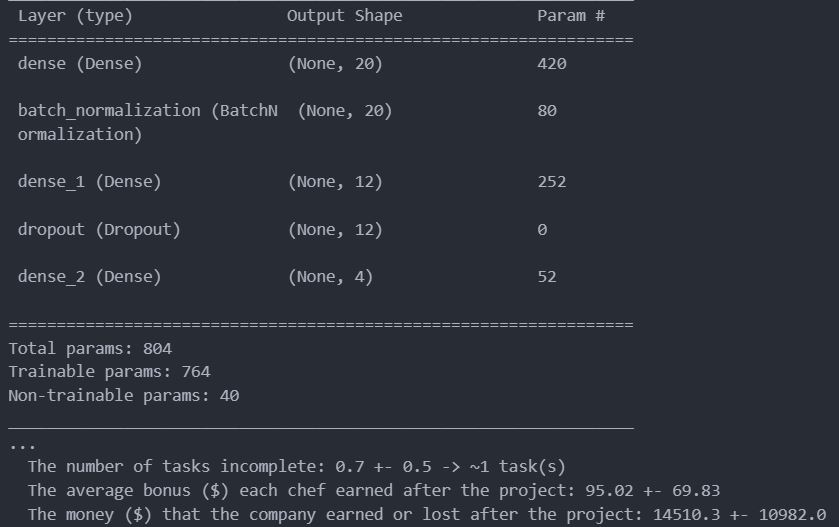 Layer (type) Output Shape Param #
=================================================================
dense (Dense) (None, 20) 420
batch_normalization (BatchN (None, 20) 80
ormalization)
dense_1 (Dense) (None, 12) 252
dropout (Dropout) (None, 12) 0
dense_2 (Dense) (None, 4) 52
=================================================================
Total params: 804
Trainable params: 764
Non-trainable params: 40
_________________________________________________________________
...
The number of tasks incomplete: 0.7 +- 0.5 -> ~1 task(s)
The average bonus ($) each chef earned after the project: 95.02 +- 69.83
The money ($) that the company earned or lost after the project: 14510.3 +- 10982.0